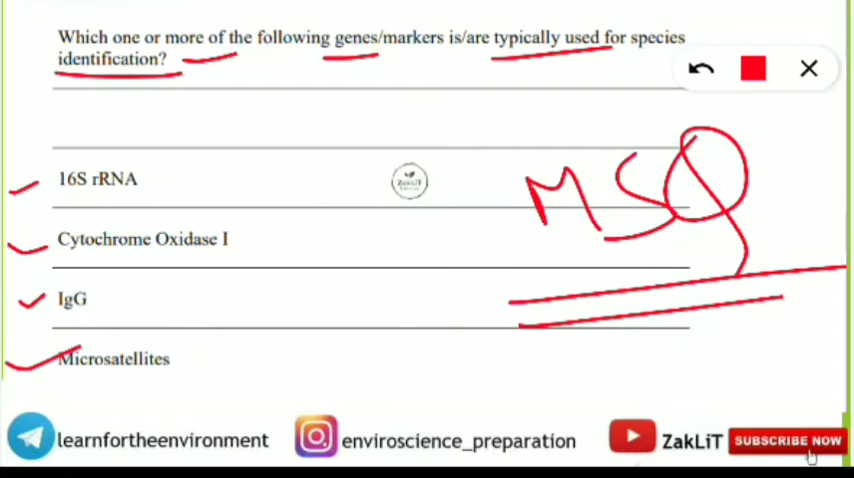 Which one or more of the following genes/markers is/are typically used for species
identification?
16S rRNA
ZakLiT
MSQ
Cytochrome Oxidase I
IgG
Microsatellites
learnfortheenvironment
enviroscience_preparation
ZakLiT
SUBSCRIBE NOW